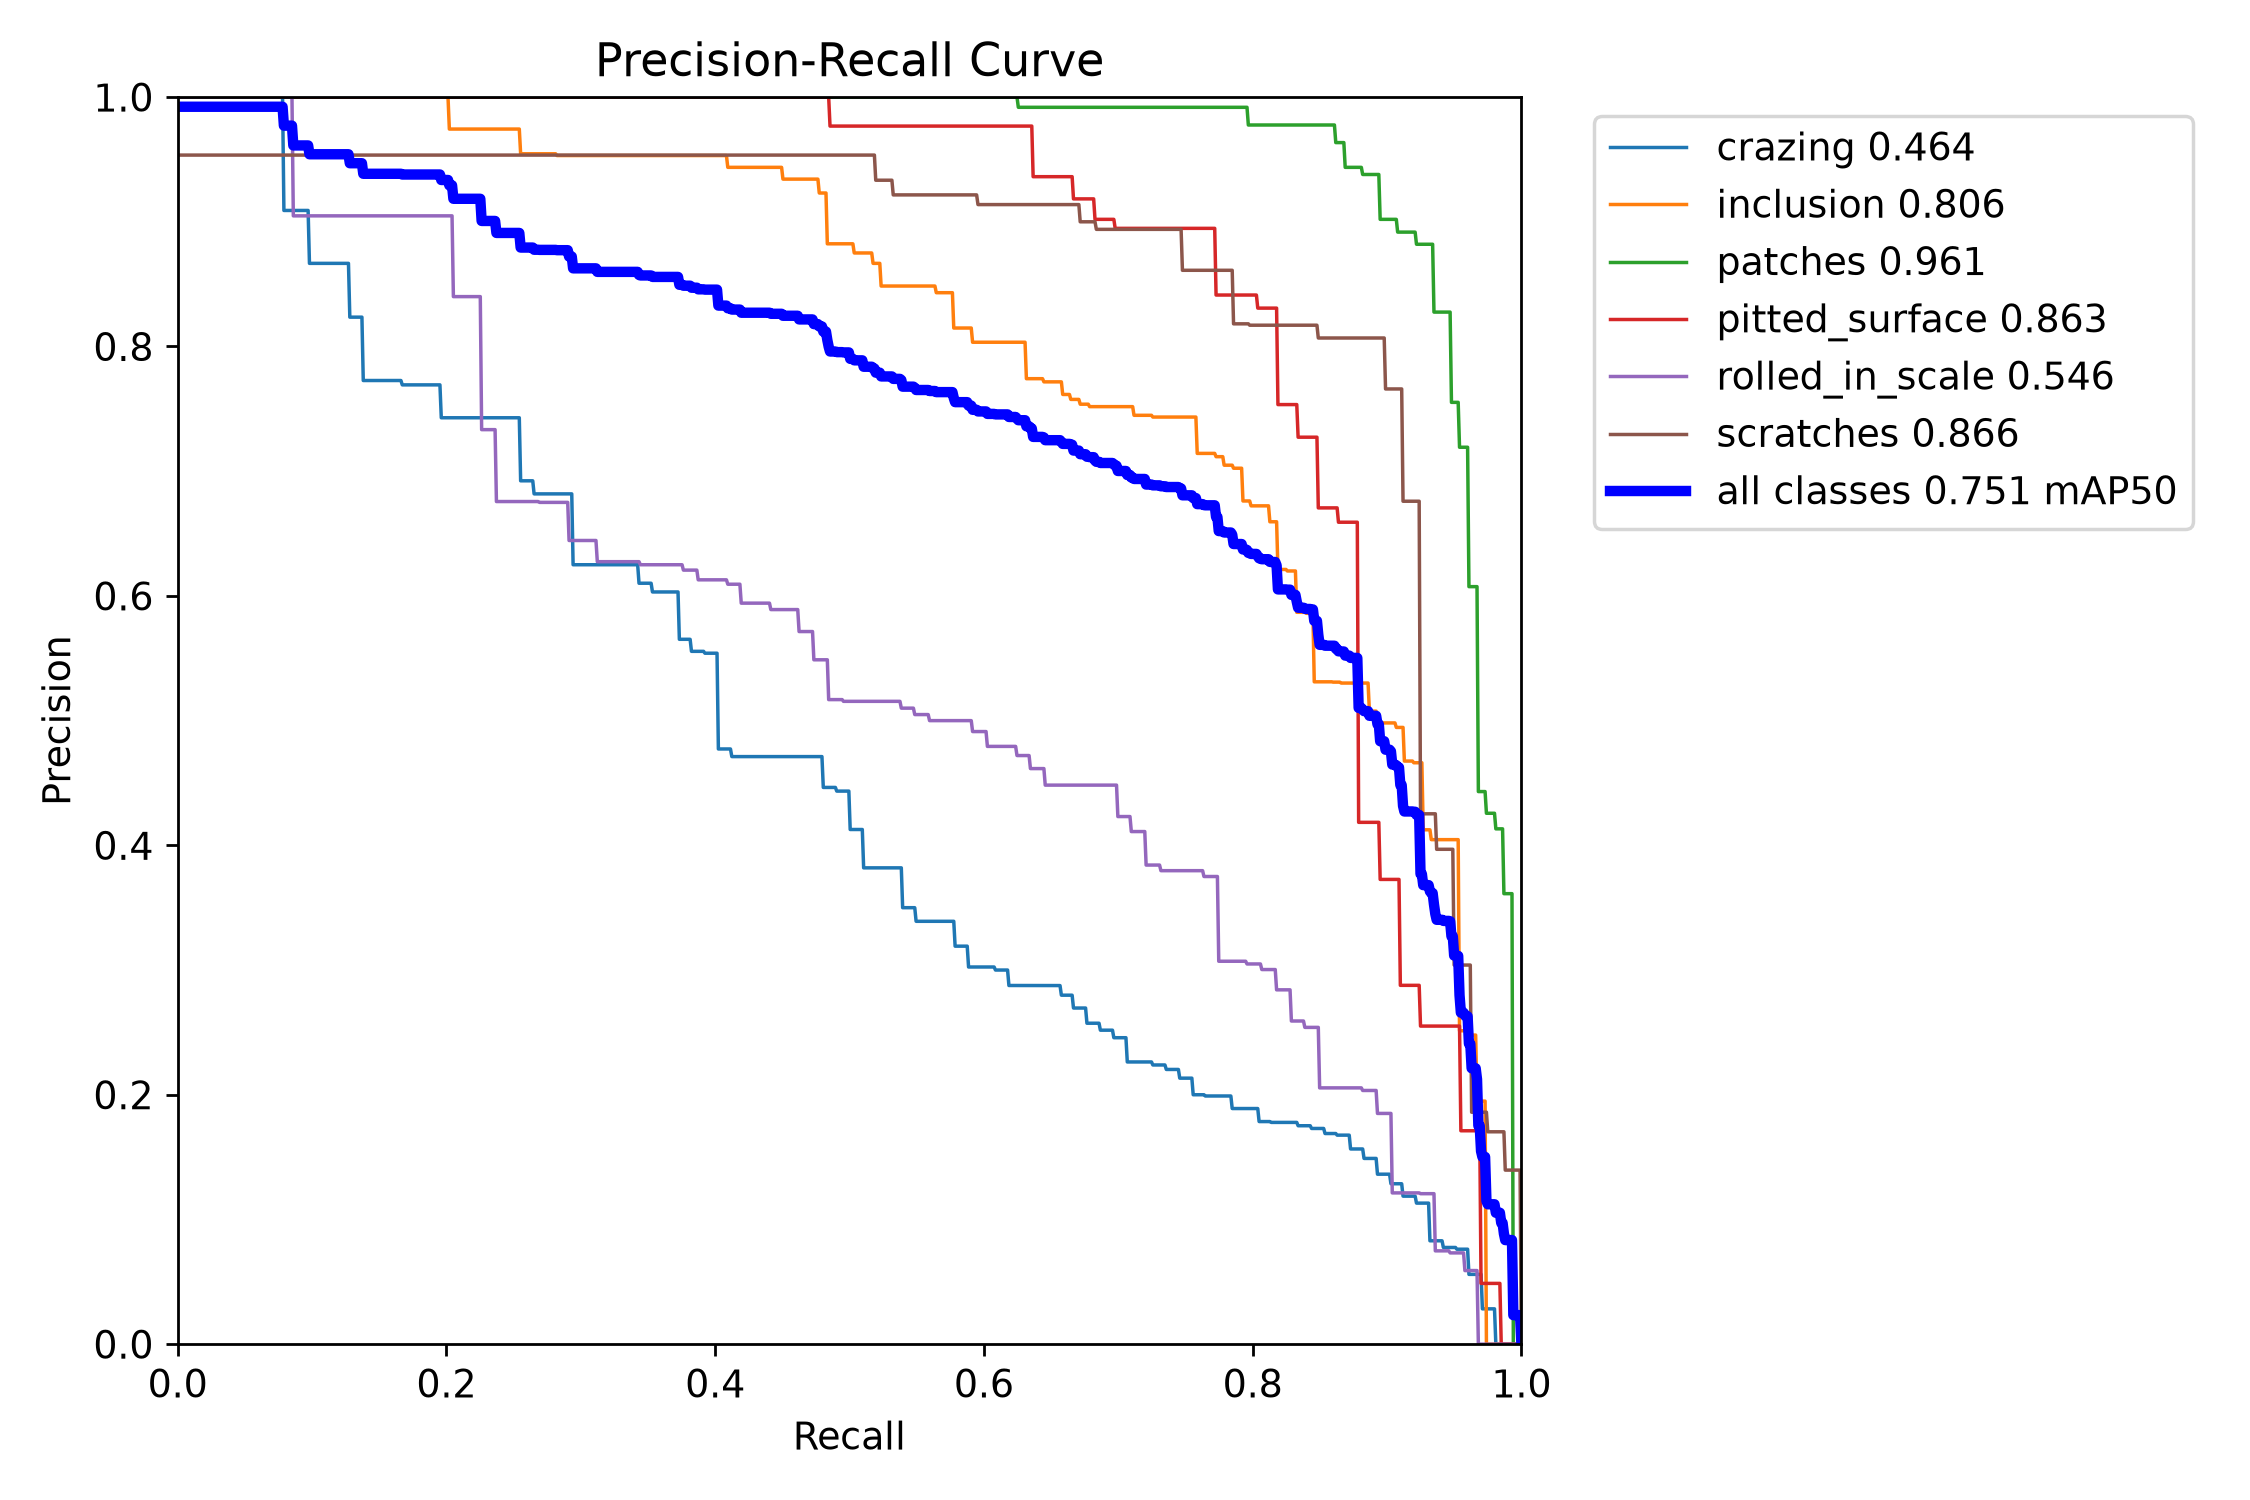 Precision-Recall Curve
1.0
0.8
0.6
0.4
0.2
0.0
Precision
0.0 0.2 0.4 0.6 0.8 1.0
Recall
crazing 0.464
inclusion 0.806
patches 0.961
pitted_surface 0.863
rolled_in_scale 0.546
scratches 0.866
all classes 0.751 mAP50